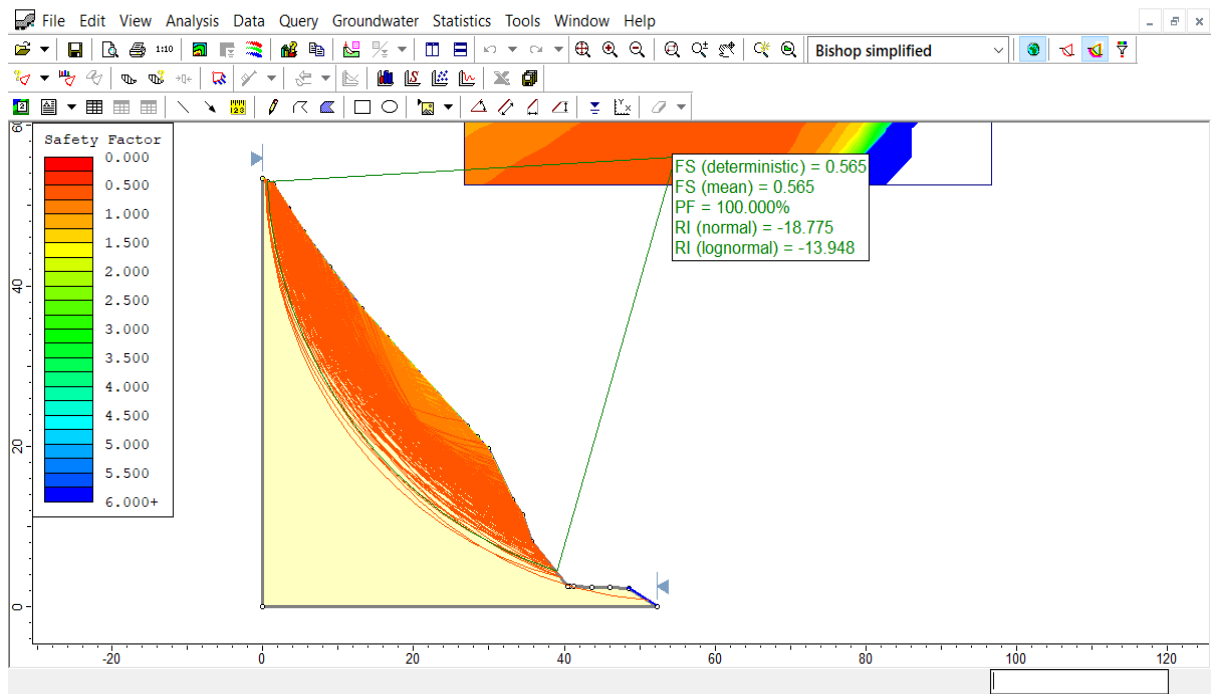 File Edit View Analysis Data Query Groundwater Statistics Tools Window Help
1:10
Bishop simplified
Safety Factor
0.000
0.500
1.000
1.500
2.000
2.500
3.000
3.500
4.000
4.500
5.000
5.500
6.000+
FS (deterministic) = 0.565
FS (mean) = 0.565
PF = 100.000%
RI (normal) = -18.775
RI (lognormal) = -13.948
60
40
20
0
-20 0 20 40 60 80 100 120